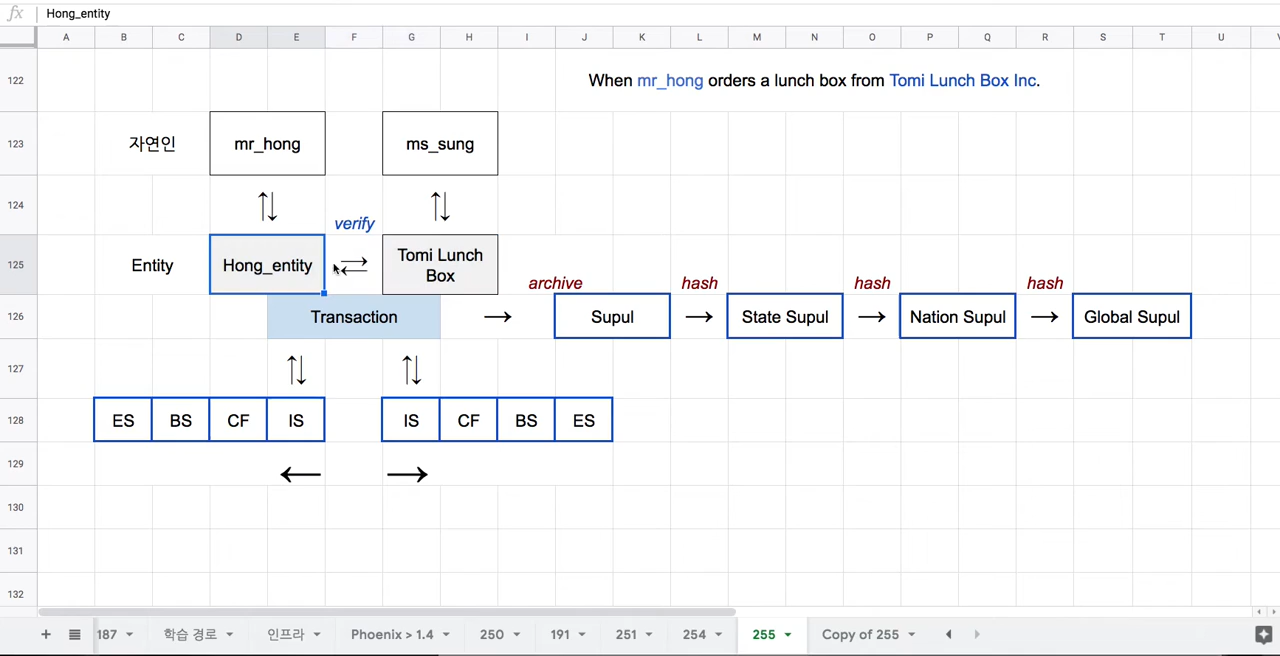 fx Hong_entity
A B C D E F G H I J K L M N O P Q R S T U
122 When mr_hong orders a lunch box from Tomi Lunch Box Inc.
123 자연인 mr_hong ms_sung
124
verify
125 Entity Hong_entity Tomi Lunch
Box
archive hash hash hash
126 Transaction Supul State Supul Nation Supul Global Supul
127
128 ES BS CF IS IS CF BS ES
129
130
131
132
187 학습 경로 인프라 Phoenix > 1.4 250 191 251 254 255 Copy of 255